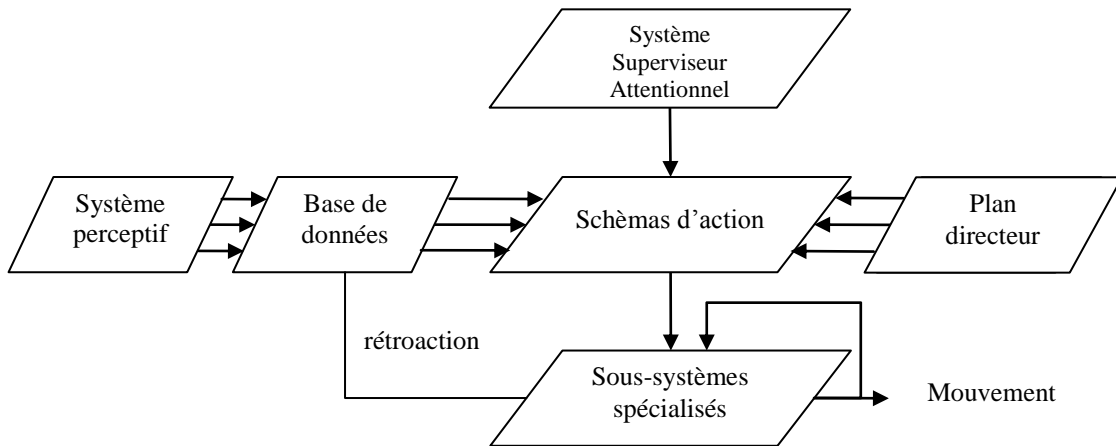 Système
Superviseur
Attentionnel
Système
perceptif
Base de
données
Schèmas d’action
Plan
directeur
rétroaction
Sous-systèmes
spécialisés
Mouvement